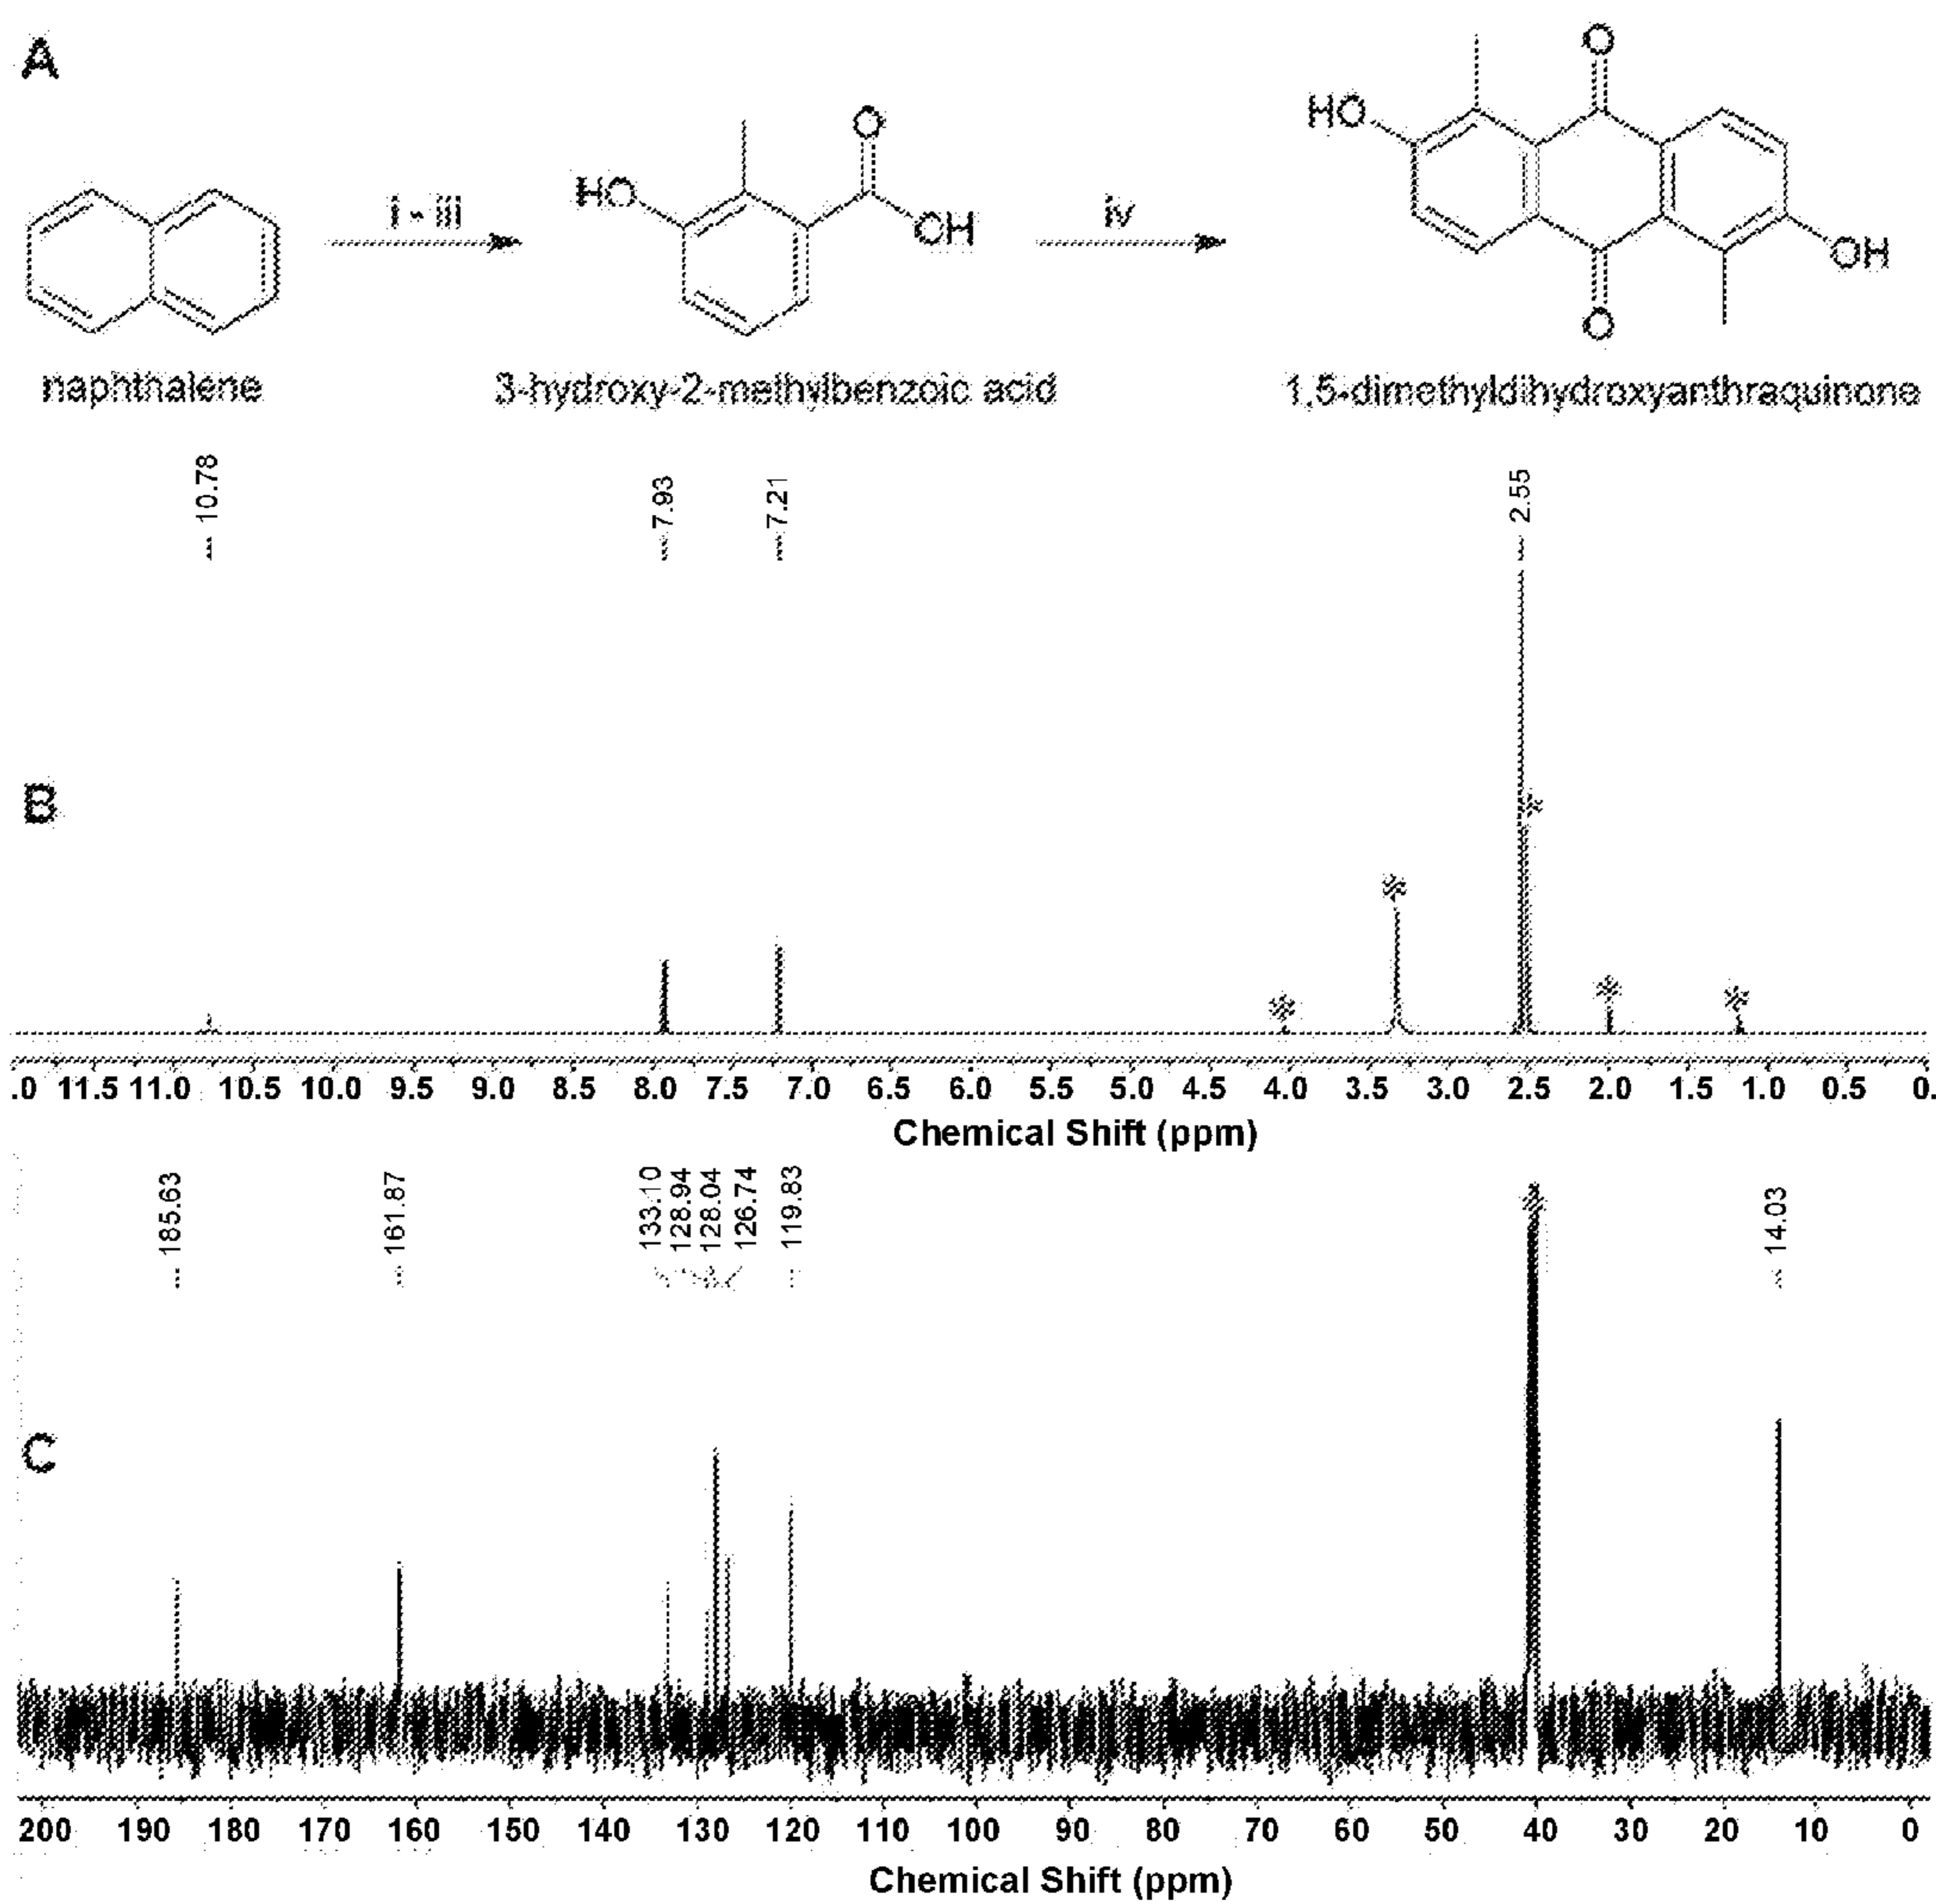 A
HO
O
OH
HO
O
O
OH
i - iii
iv
naphthalene
3-hydroxy-2-methylbenzoic acid
1,5-dimethyldihydroxyanthraquinone
10.78
7.93
7.21
2.55
B
*
*
*
*
*
.0 11.5 11.0 10.5 10.0 9.5 9.0 8.5 8.0 7.5 7.0 6.5 6.0 5.5 5.0 4.5 4.0 3.5 3.0 2.5 2.0 1.5 1.0 0.5 0.
Chemical Shift (ppm)
185.63
161.87
133.10
128.94
128.04
126.74
119.83
*
14.03
C
200 190 180 170 160 150 140 130 120 110 100 90 80 70 60 50 40 30 20 10 0
Chemical Shift (ppm)